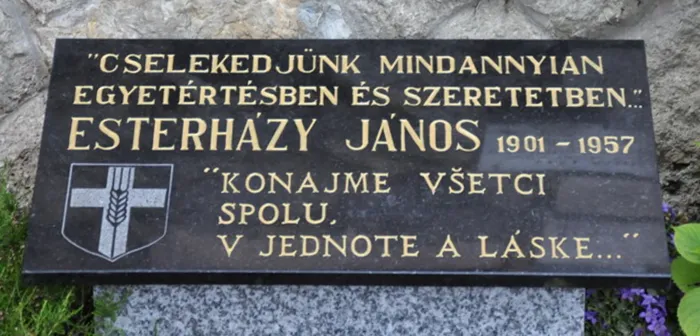 "CSELEKEDJÜNK MINDANNYIAN
EGYETÉRTÉSBEN ÉS SZERETETBEN..."
ESTERHÁZY JÁNOS 1901 - 1957
"KONAJME VŠETCI
SPOLU.
V JEDNOTE A LÁSKE..."